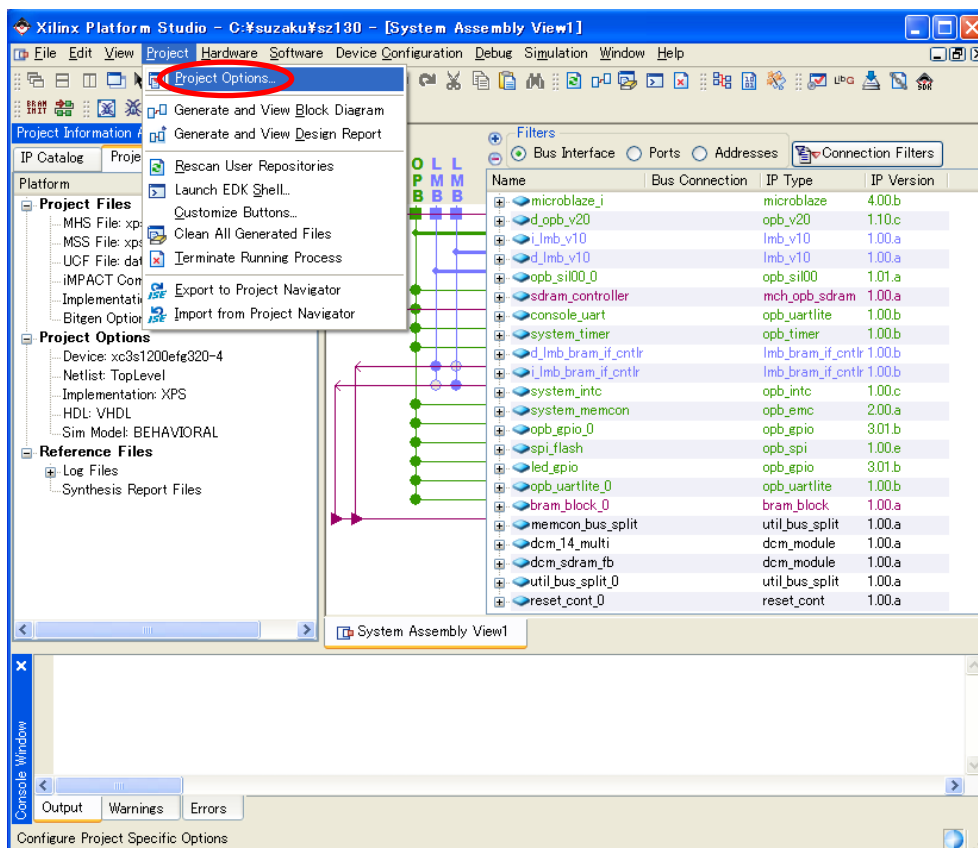 Xilinx Platform Studio - C:¥suzaku¥sz130 - [System Assembly View1]
File Edit View Project Hardware Software Device Configuration Debug Simulation Window Help
Project Options...
Generate and View Block Diagram
Generate and View Design Report
Rescan User Repositories
Launch EDK Shell...
Customize Buttons...
Clean All Generated Files
Terminate Running Process
Export to Project Navigator
Import from Project Navigator
Project Information
IP Catalog
Platform
Project Files
MHS File:
MSS File:
UCF File:
iMPACT
Bitgen
Project Options
Device: xc3s1200efg320-4
Netlist: TopLevel
Implementation: XPS
HDL: VHDL
Sim Model: BEHAVIORAL
Reference Files
Log Files
Synthesis Report Files
OPB
LMB
LMB
Filters
Bus Interface Ports Addresses Connection Filters
Name Bus Connection IP Type IP Version
microblaze_i microblaze 4.00.b
d_opb_v20 opb_v20 1.10.c
i_lmb_v10 lmb_v10 1.00.a
d_lmb_v10 lmb_v10 1.00.a
opb_sil00_0 opb_sil00 1.01.a
sdram_controller mch_opb_sdram 1.00.a
console_uart opb_uartlite 1.00.b
system_timer opb_timer 1.00.b
d_lmb_bram_if_cntlr lmb_bram_if_cntlr 1.00.b
i_lmb_bram_if_cntlr lmb_bram_if_cntlr 1.00.b
system_intc opb_intc 1.00.c
system_memcon opb_emc 2.00.a
opb_gpio_0 opb_gpio 3.01.b
spi_flash opb_spi 1.00.e
led_gpio opb_gpio 3.01.b
opb_uartlite_0 opb_uartlite 1.00.b
bram_block_0 bram_block 1.00.a
memcon_bus_split util_bus_split 1.00.a
dcm_14_multi dcm_module 1.00.a
dcm_sdram_fb dcm_module 1.00.a
util_bus_split_0 util_bus_split 1.00.a
reset_cont_0 reset_cont 1.00.a
System Assembly View1
Console Window
Output Warnings Errors
Configure Project Specific Options